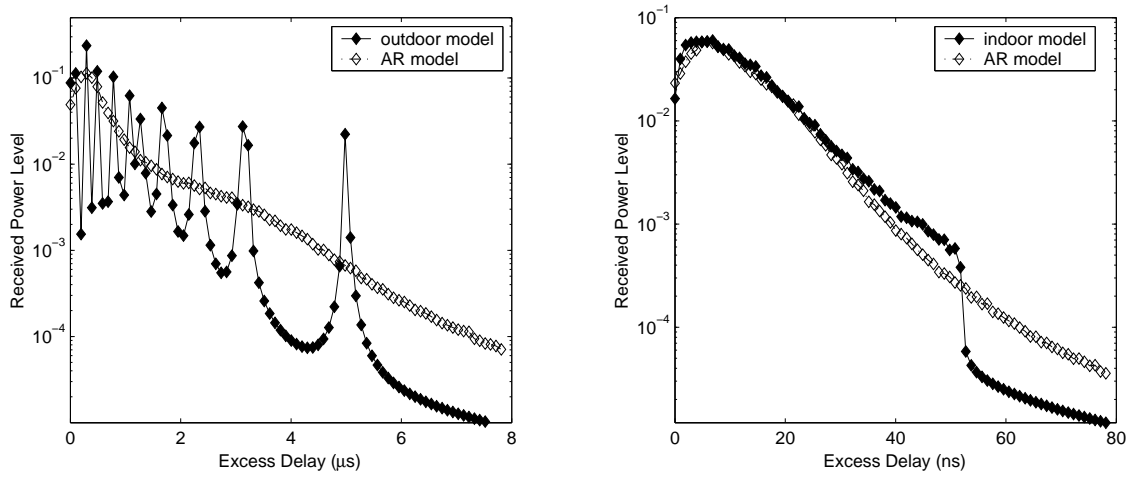 outdoor model
AR model
10⁻¹
10⁻²
10⁻³
10⁻⁴
Received Power Level
0 2 4 6 8
Excess Delay (μs)
indoor model
AR model
10⁻¹
10⁻²
10⁻³
10⁻⁴
Received Power Level
0 20 40 60 80
Excess Delay (ns)